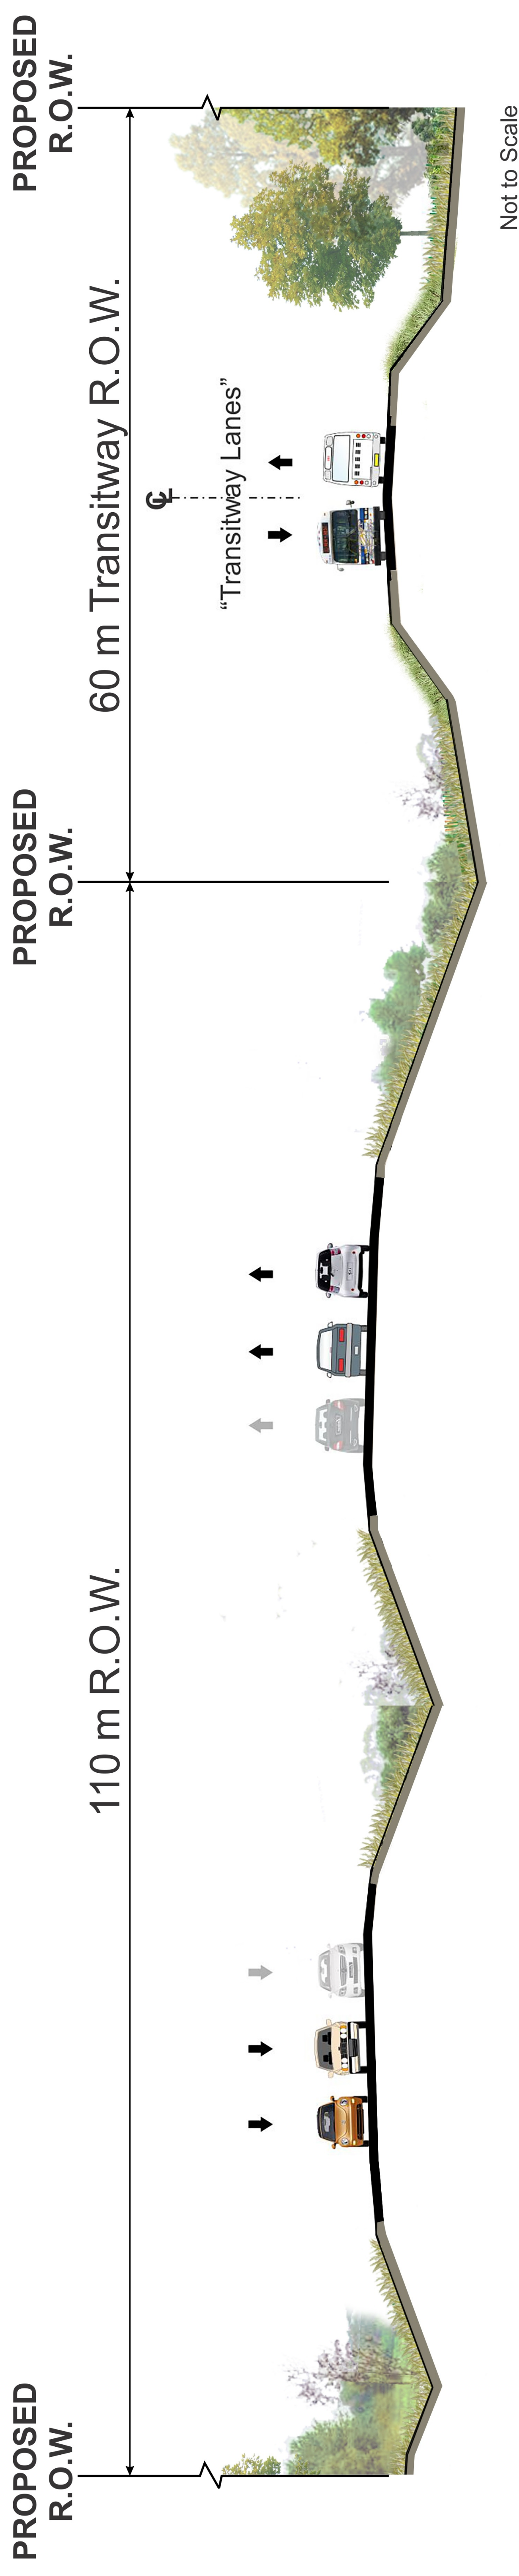 PROPOSED
R.O.W.
110 m R.O.W.
PROPOSED
R.O.W.
60 m Transitway R.O.W.
℄
“Transitway Lanes”
PROPOSED
R.O.W.
Not to Scale